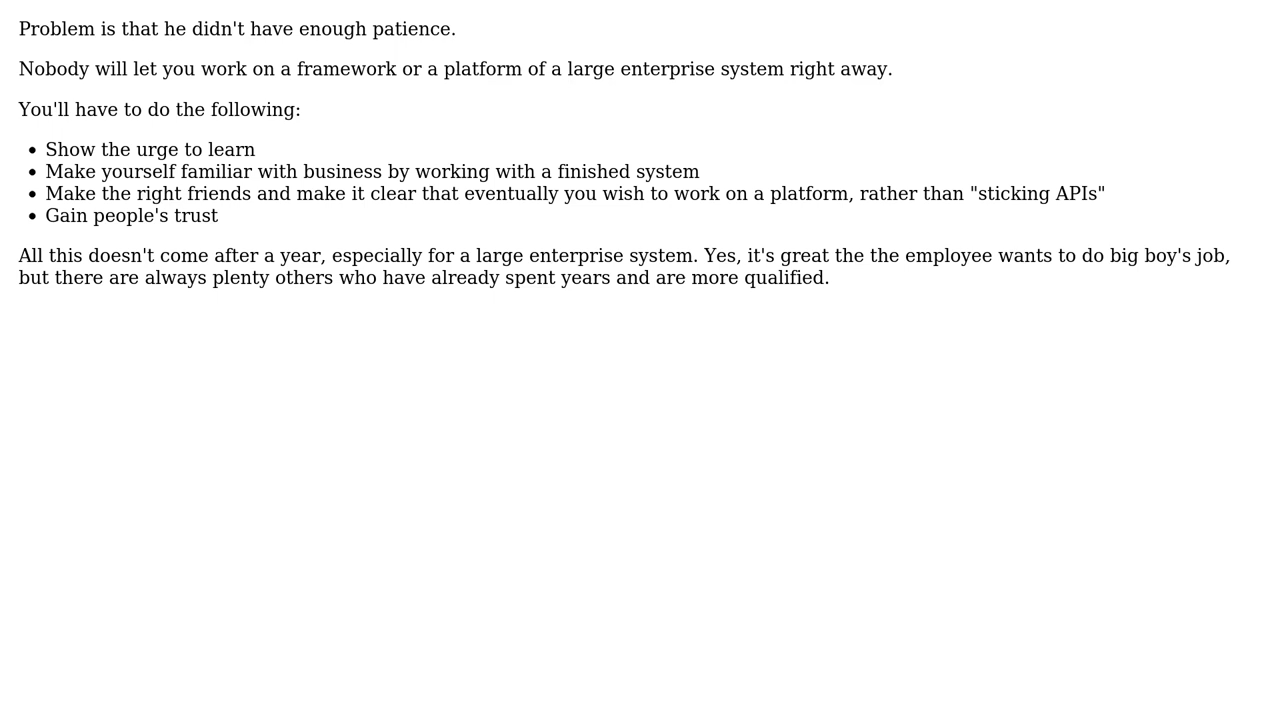 Problem is that he didn't have enough patience.
Nobody will let you work on a framework or a platform of a large enterprise system right away.
You'll have to do the following:
• Show the urge to learn
• Make yourself familiar with business by working with a finished system
• Make the right friends and make it clear that eventually you wish to work on a platform, rather than "sticking APIs"
• Gain people's trust
All this doesn't come after a year, especially for a large enterprise system. Yes, it's great the the employee wants to do big boy's job,
but there are always plenty others who have already spent years and are more qualified.